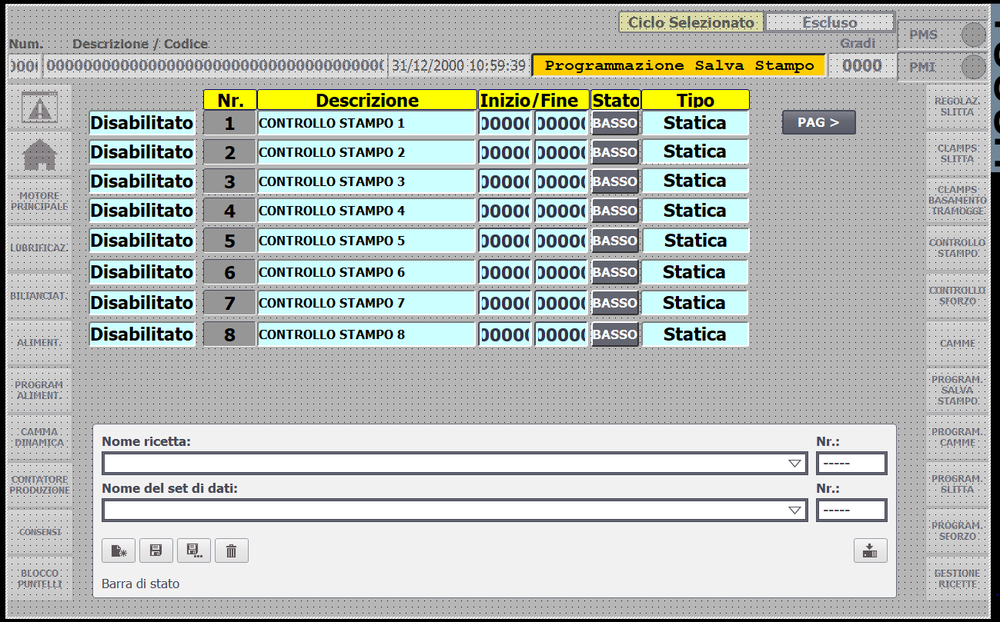 Ciclo Selezionato Escluso
Num. Descrizione / Codice Gradi PMS
0000000000000000000000000000000000000 31/12/2000 10:59:39 Programmazione Salva Stampo 0000 PMI
Nr. Descrizione Inizio/Fine Stato Tipo
Disabilitato 1 CONTROLLO STAMPO 1 00000 00000 BASSO Statica PAG >
Disabilitato 2 CONTROLLO STAMPO 2 00000 00000 BASSO Statica
Disabilitato 3 CONTROLLO STAMPO 3 00000 00000 BASSO Statica
Disabilitato 4 CONTROLLO STAMPO 4 00000 00000 BASSO Statica
Disabilitato 5 CONTROLLO STAMPO 5 00000 00000 BASSO Statica
Disabilitato 6 CONTROLLO STAMPO 6 00000 00000 BASSO Statica
Disabilitato 7 CONTROLLO STAMPO 7 00000 00000 BASSO Statica
Disabilitato 8 CONTROLLO STAMPO 8 00000 00000 BASSO Statica
MOTORE
PRINCIPALE
LUBRIFICAZ.
BILIANCIAT.
ALIMENT.
PROGRAM
ALIMENT.
CAMMA
DINAMICA
CONTATORE
PRODUZIONE
CONSENSI
BLOCCO
PUNTELLI
Nome ricetta: Nr.:
-----
Nome del set di dati: Nr.:
-----
Barra di stato
REGOLAZ.
SLITTA
CLAMPS
SLITTA
CLAMPS
BASAMENTO
TRAMOGGE
CONTROLLO
STAMPO
CONTROLLO
SFORZO
CAMME
PROGRAM.
SALVA
STAMPO
PROGRAM.
CAMME
PROGRAM.
SLITTA
PROGRAM.
SFORZO
GESTIONE
RICETTE